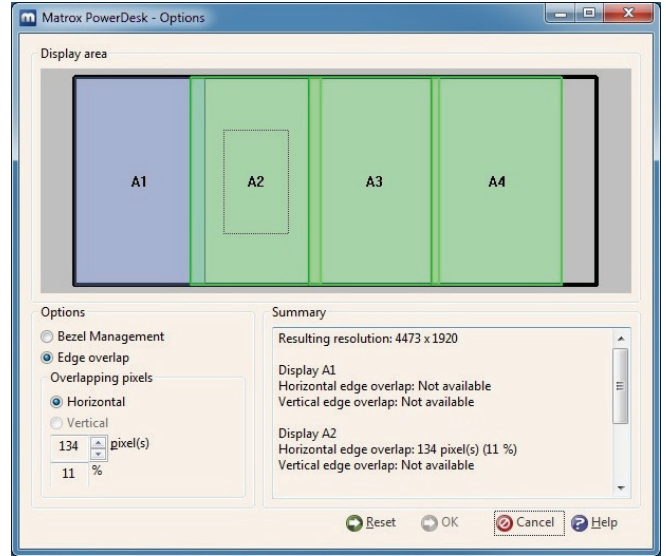 Matrox PowerDesk - Options
Display area
A1
A2
A3
A4
Options
Bezel Management
Edge overlap
Overlapping pixels
Horizontal
Vertical
134 pixel(s)
11 %
Summary
Resulting resolution: 4473 x 1920
Display A1
Horizontal edge overlap: Not available
Vertical edge overlap: Not available
Display A2
Horizontal edge overlap: 134 pixel(s) (11 %)
Vertical edge overlap: Not available
Reset OK Cancel Help